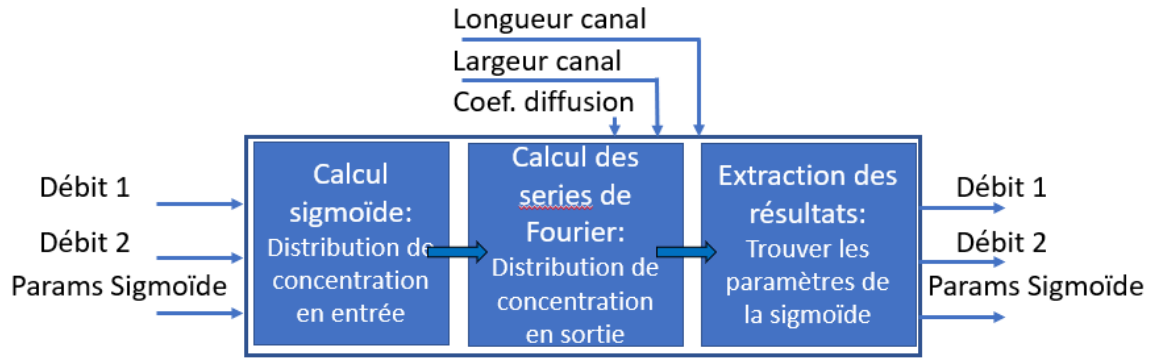 Longueur canal
Largeur canal
Coef. diffusion
Débit 1
Débit 2
Params Sigmoïde
Calcul
sigmoïde:
Distribution de
concentration
en entrée
Calcul des
series de
Fourier:
Distribution de
concentration
en sortie
Extraction des
résultats:
Trouver les
paramètres de
la sigmoïde
Débit 1
Débit 2
Params Sigmoïde